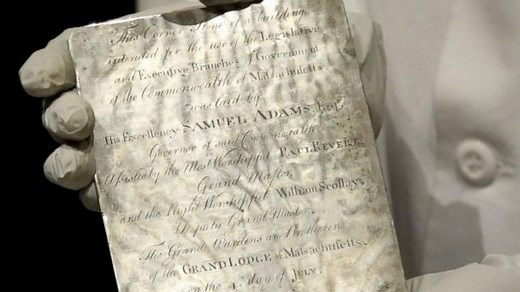 This Corner Stone of a building
intended for the use of the Legislative
and Executive Branches of Government
of the Commonwealth of Massachusetts.
was laid by
His Excellency SAMUEL ADAMS, Esq.
Governor of said Commonwealth
Assisted by the Most Worshipfull PAUL REVERE,
Grand Master
and the Right Worshipfull William Scollay,
Deputy Grand Master,
The Grand Wardens and Brethren
of the GRAND LODGE of Massachusetts.
on the 4th. day of July.